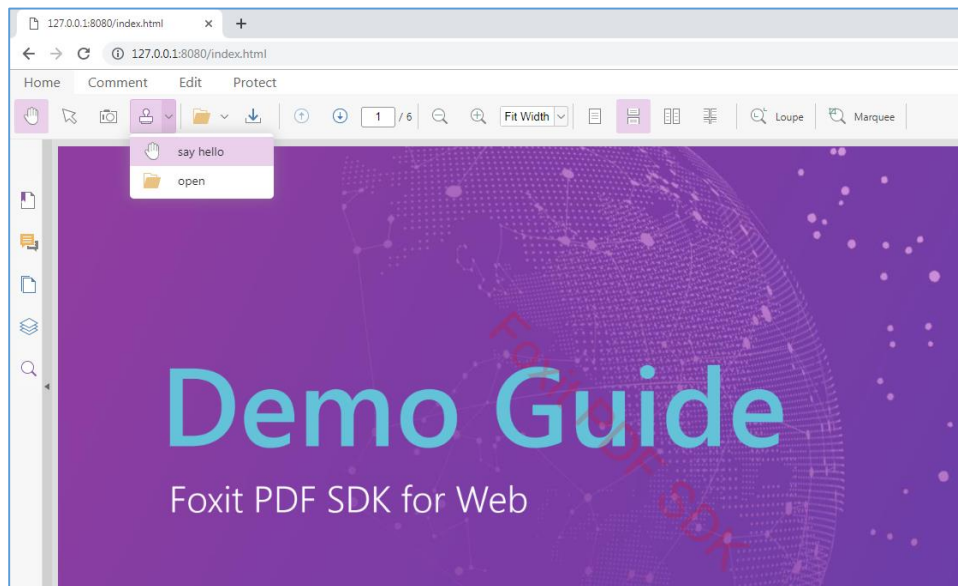 127.0.0.1:8080/index.html
127.0.0.1:8080/index.html
Home Comment Edit Protect
1 / 6 Fit Width Loupe Marquee
say hello
open
Demo Guide
Foxit PDF SDK for Web
Foxit PDF SDK